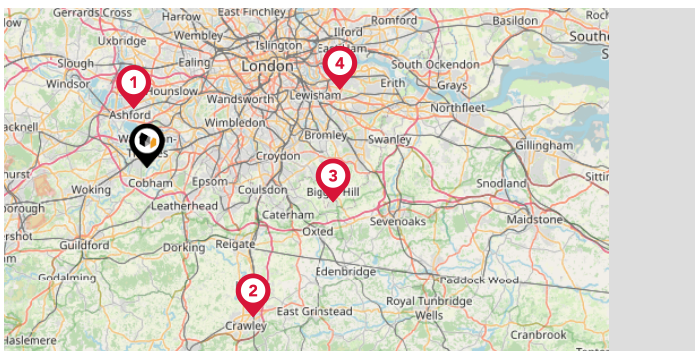 Gerrards Cross
Harrow
East Finchley
Romford
Basildon
Wembley
Ilford
Uxbridge
Islington
Slough
Ealing
London
South Ockendon
Windsor
1
4
Hounslow
Wandsworth
Lewisham
Erith
Grays
Ashford
Wimbledon
Northfleet
Bromley
Swanley
Gillingham
Croydon
3
Woking
Cobham
Epsom
Coulsdon
Biggin Hill
Snodland
Leatherhead
Caterham
Sevenoaks
Maidstone
Guildford
Dorking
Reigate
Oxted
Godalming
Edenbridge
Paddock Wood
2
Royal Tunbridge
Wells
Crawley
East Grinstead
Cranbrook
Haslemere